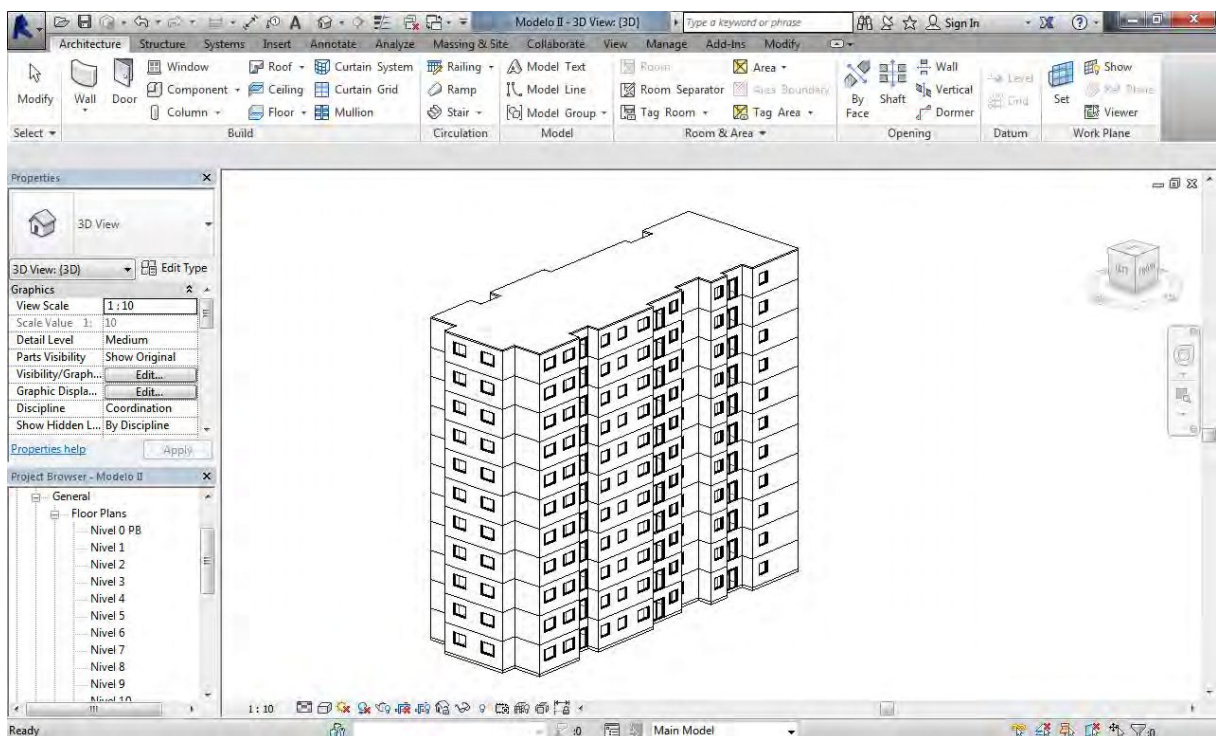 Modelo II - 3D View: {3D}
Type a keyword or phrase
Sign In
Architecture Structure Systems Insert Annotate Analyze Massing & Site Collaborate View Manage Add-Ins Modify
Window Roof Curtain System Railing Model Text Room Area Wall Level Show
Modify Wall Door Component Ceiling Curtain Grid Ramp Model Line Room Separator Area Boundary By Face Shaft Vertical Grid Set Ref Plane
Column Floor Mullion Stair Model Group Tag Room Tag Area Dormer Viewer
Select Build Circulation Model Room & Area Opening Datum Work Plane
Properties
3D View
3D View: {3D} Edit Type
Graphics
View Scale 1 : 10
Scale Value 1: 10
Detail Level Medium
Parts Visibility Show Original
Visibility/Graph... Edit...
Graphic Displa... Edit...
Discipline Coordination
Show Hidden L... By Discipline
Properties help Apply
Project Browser - Modelo II
General
Floor Plans
Nivel 0 PB
Nivel 1
Nivel 2
Nivel 3
Nivel 4
Nivel 5
Nivel 6
Nivel 7
Nivel 8
Nivel 9
Nivel 10
LEFT FRONT
1 : 10
Ready :0 Main Model :0